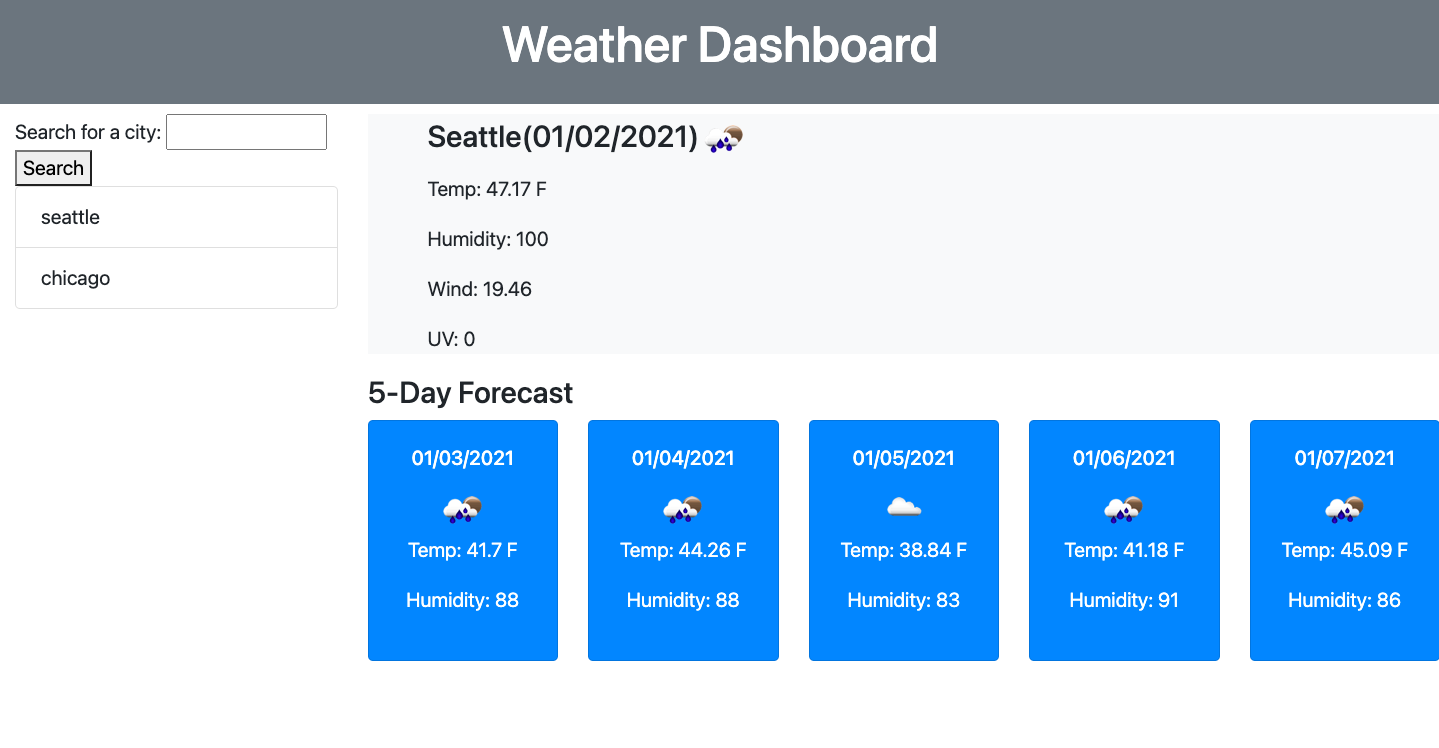 Weather Dashboard
Search for a city:
Search
seattle
chicago
Seattle(01/02/2021)
Temp: 47.17 F
Humidity: 100
Wind: 19.46
UV: 0
5-Day Forecast
01/03/2021
Temp: 41.7 F
Humidity: 88
01/04/2021
Temp: 44.26 F
Humidity: 88
01/05/2021
Temp: 38.84 F
Humidity: 83
01/06/2021
Temp: 41.18 F
Humidity: 91
01/07/2021
Temp: 45.09 F
Humidity: 86